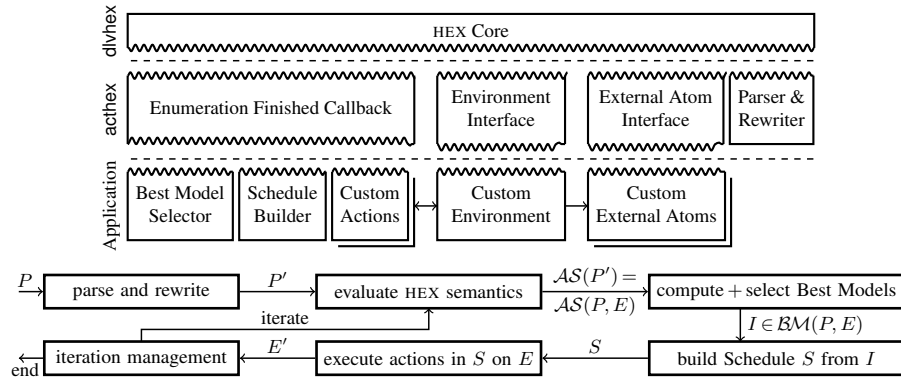 dlvhex
HEX Core
acthex
Enumeration Finished Callback
Environment
Interface
External Atom
Interface
Parser &
Rewriter
Application
Best Model
Selector
Schedule
Builder
Custom
Actions
Custom
Environment
Custom
External Atoms
P
parse and rewrite
P′
evaluate HEX semantics
𝒜𝒮(P′) =
𝒜𝒮(P, E)
compute + select Best Models
iterate
I ∈ ℬℳ(P, E)
end
iteration management
E′
execute actions in S on E
S
build Schedule S from I